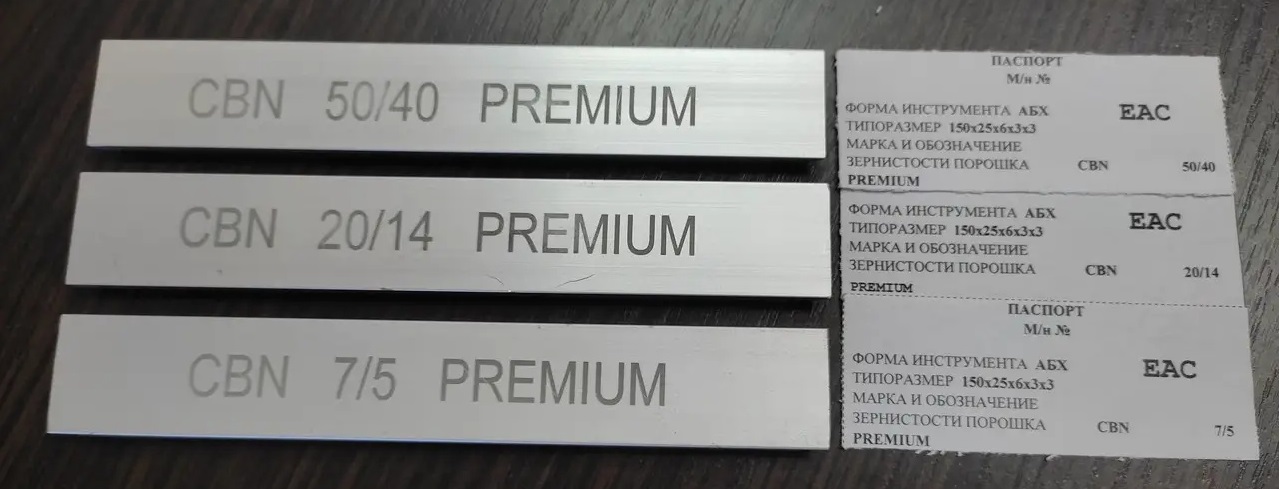 CBN 50/40 PREMIUM
ПАСПОРТ
М/н №
ФОРМА ИНСТРУМЕНТА АБХ
EAC
ТИПОРАЗМЕР 150х25х6х3х3
МАРКА И ОБОЗНАЧЕНИЕ
ЗЕРНИСТОСТИ ПОРОШКА CBN 50/40
PREMIUM
CBN 20/14 PREMIUM
ФОРМА ИНСТРУМЕНТА АБХ
EAC
ТИПОРАЗМЕР 150х25х6х3х3
МАРКА И ОБОЗНАЧЕНИЕ
ЗЕРНИСТОСТИ ПОРОШКА CBN 20/14
PREMIUM
CBN 7/5 PREMIUM
ПАСПОРТ
М/н №
ФОРМА ИНСТРУМЕНТА АБХ
EAC
ТИПОРАЗМЕР 150х25х6х3х3
МАРКА И ОБОЗНАЧЕНИЕ
ЗЕРНИСТОСТИ ПОРОШКА CBN 7/5
PREMIUM